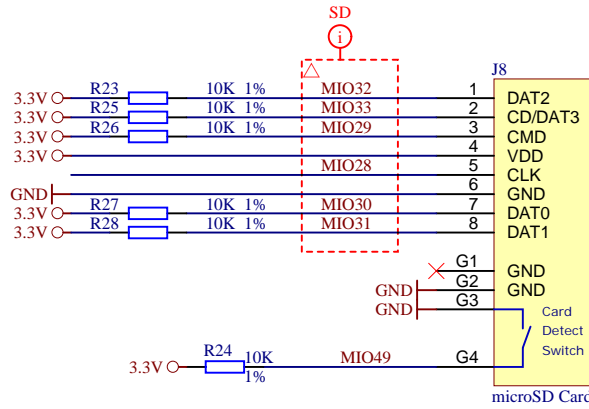 SD
i
J8
R23 10K 1% MIO32 1 DAT2
3.3V
R25 10K 1% MIO33 2 CD/DAT3
3.3V
R26 10K 1% MIO29 3 CMD
3.3V
3.3V 4 VDD
MIO28 5 CLK
GND 6 GND
R27 10K 1% MIO30 7 DAT0
3.3V
R28 10K 1% MIO31 8 DAT1
3.3V
G1 GND
GND G2 GND
GND G3
Card
Detect
Switch
R24
3.3V 10K MIO49 G4
1%
microSD Card